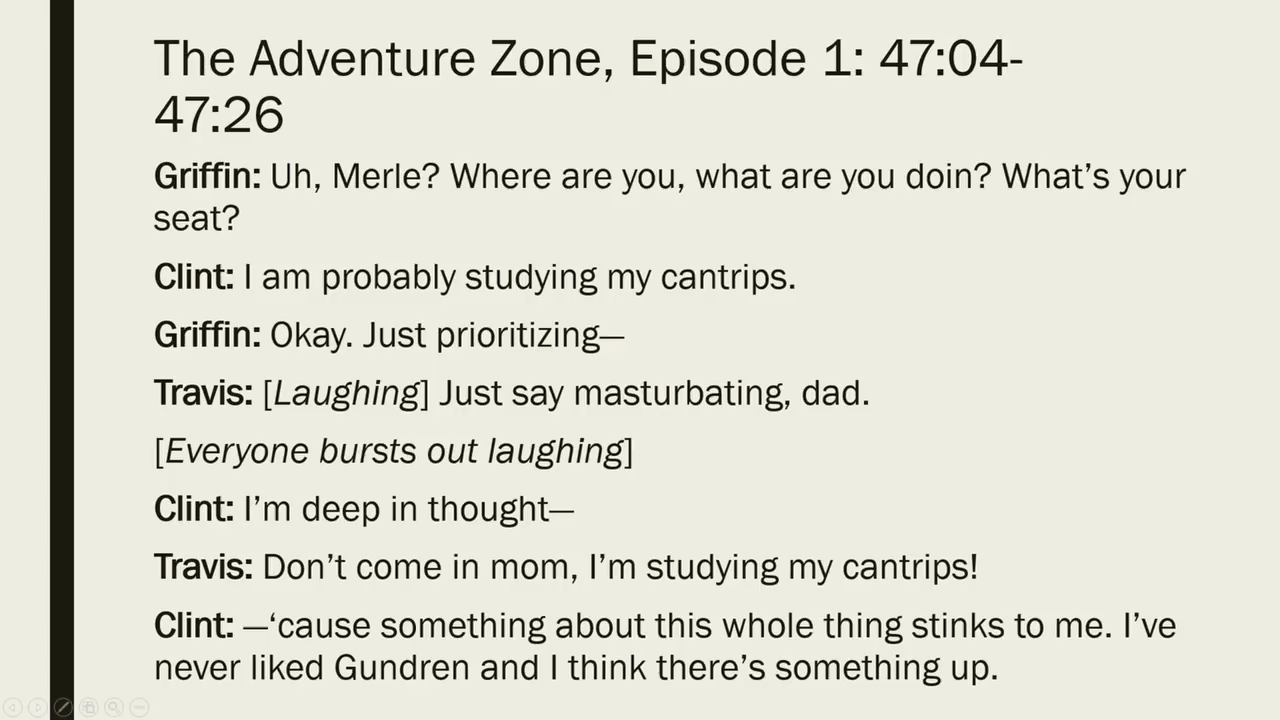 The Adventure Zone, Episode 1: 47:04-
47:26
Griffin: Uh, Merle? Where are you, what are you doin? What’s your
seat?
Clint: I am probably studying my cantrips.
Griffin: Okay. Just prioritizing—
Travis: [Laughing] Just say masturbating, dad.
[Everyone bursts out laughing]
Clint: I’m deep in thought—
Travis: Don’t come in mom, I’m studying my cantrips!
Clint: —‘cause something about this whole thing stinks to me. I’ve
never liked Gundren and I think there’s something up.